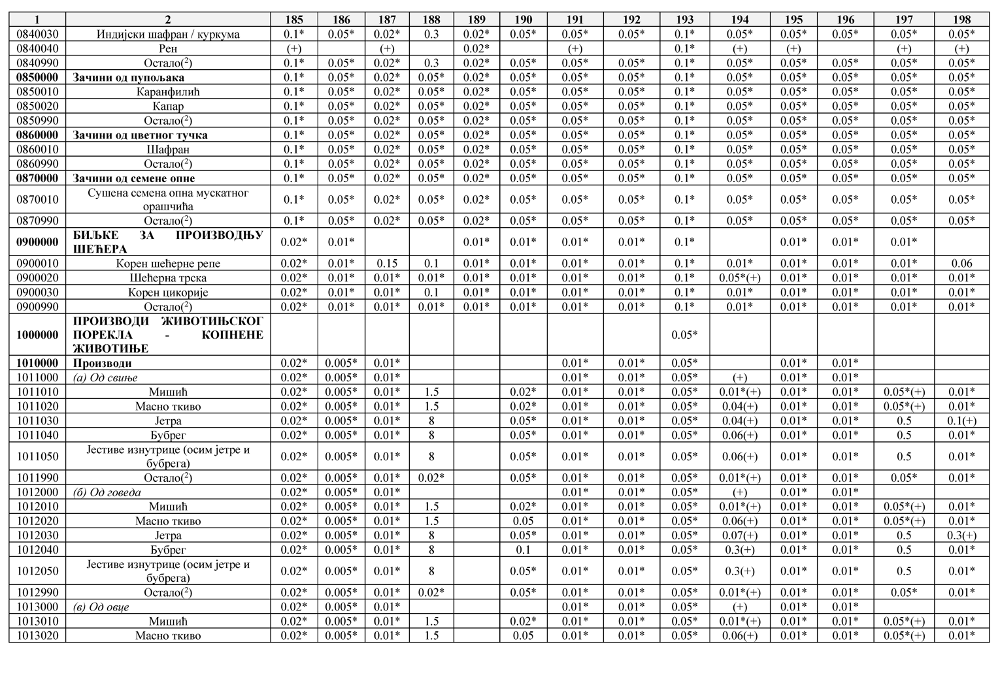 1 2 185 186 187 188 189 190 191 192 193 194 195 196 197 198
0840030 Индијски шафран / куркума 0.1* 0.05* 0.02* 0.3 0.02* 0.05* 0.05* 0.05* 0.1* 0.05* 0.05* 0.05* 0.05* 0.05*
0840040 Рен (+) (+) 0.02* (+) 0.1* (+) (+) (+) (+)
0840990 Остало(2) 0.1* 0.05* 0.02* 0.3 0.02* 0.05* 0.05* 0.05* 0.1* 0.05* 0.05* 0.05* 0.05* 0.05*
0850000 Зачини од пупољака 0.1* 0.05* 0.02* 0.05* 0.02* 0.05* 0.05* 0.05* 0.1* 0.05* 0.05* 0.05* 0.05* 0.05*
0850010 Каранфилић 0.1* 0.05* 0.02* 0.05* 0.02* 0.05* 0.05* 0.05* 0.1* 0.05* 0.05* 0.05* 0.05* 0.05*
0850020 Капар 0.1* 0.05* 0.02* 0.05* 0.02* 0.05* 0.05* 0.05* 0.1* 0.05* 0.05* 0.05* 0.05* 0.05*
0850990 Остало(2) 0.1* 0.05* 0.02* 0.05* 0.02* 0.05* 0.05* 0.05* 0.1* 0.05* 0.05* 0.05* 0.05* 0.05*
0860000 Зачини од цветног тучка 0.1* 0.05* 0.02* 0.05* 0.02* 0.05* 0.05* 0.05* 0.1* 0.05* 0.05* 0.05* 0.05* 0.05*
0860010 Шафран 0.1* 0.05* 0.02* 0.05* 0.02* 0.05* 0.05* 0.05* 0.1* 0.05* 0.05* 0.05* 0.05* 0.05*
0860990 Остало(2) 0.1* 0.05* 0.02* 0.05* 0.02* 0.05* 0.05* 0.05* 0.1* 0.05* 0.05* 0.05* 0.05* 0.05*
0870000 Зачини од семене опне 0.1* 0.05* 0.02* 0.05* 0.02* 0.05* 0.05* 0.05* 0.1* 0.05* 0.05* 0.05* 0.05* 0.05*
0870010 Сушена семена опна мускатног
орашчића 0.1* 0.05* 0.02* 0.05* 0.02* 0.05* 0.05* 0.05* 0.1* 0.05* 0.05* 0.05* 0.05* 0.05*
0870990 Остало(2) 0.1* 0.05* 0.02* 0.05* 0.02* 0.05* 0.05* 0.05* 0.1* 0.05* 0.05* 0.05* 0.05* 0.05*
0900000 БИЉКЕ ЗА ПРОИЗВОДЊУ
ШЕЋЕРА 0.02* 0.01* 0.01* 0.01* 0.01* 0.01* 0.1* 0.01* 0.01* 0.01*
0900010 Корен шећерне репе 0.02* 0.01* 0.15 0.1 0.01* 0.01* 0.01* 0.01* 0.1* 0.01* 0.01* 0.01* 0.01* 0.06
0900020 Шећерна трска 0.02* 0.01* 0.01* 0.01* 0.01* 0.01* 0.01* 0.01* 0.1* 0.05*(+) 0.01* 0.01* 0.01* 0.01*
0900030 Корен цикорије 0.02* 0.01* 0.01* 0.1 0.01* 0.01* 0.01* 0.01* 0.1* 0.01* 0.01* 0.01* 0.01* 0.01*
0900990 Остало(2) 0.02* 0.01* 0.01* 0.01* 0.01* 0.01* 0.01* 0.01* 0.1* 0.01* 0.01* 0.01* 0.01* 0.01*
1000000 ПРОИЗВОДИ ЖИВОТИЊСКОГ
ПОРЕКЛА - КОПНЕНЕ
ЖИВОТИЊЕ 0.05*
1010000 Производи 0.02* 0.005* 0.01* 0.01* 0.01* 0.05* 0.01* 0.01*
1011000 (а) Од свиње 0.02* 0.005* 0.01* 0.01* 0.01* 0.05* (+) 0.01* 0.01*
1011010 Мишић 0.02* 0.005* 0.01* 1.5 0.02* 0.01* 0.01* 0.05* 0.01*(+) 0.01* 0.01* 0.05*(+) 0.01*
1011020 Масно ткиво 0.02* 0.005* 0.01* 1.5 0.02* 0.01* 0.01* 0.05* 0.04(+) 0.01* 0.01* 0.05*(+) 0.01*
1011030 Јетра 0.02* 0.005* 0.01* 8 0.05* 0.01* 0.01* 0.05* 0.04(+) 0.01* 0.01* 0.5 0.1(+)
1011040 Бубрег 0.02* 0.005* 0.01* 8 0.05* 0.01* 0.01* 0.05* 0.06(+) 0.01* 0.01* 0.5 0.01*
1011050 Јестиве изнутрице (осим јетре и
бубрега) 0.02* 0.005* 0.01* 8 0.05* 0.01* 0.01* 0.05* 0.06(+) 0.01* 0.01* 0.5 0.01*
1011990 Остало(2) 0.02* 0.005* 0.01* 0.02* 0.05* 0.01* 0.01* 0.05* 0.01*(+) 0.01* 0.01* 0.05* 0.01*
1012000 (б) Од говеда 0.02* 0.005* 0.01* 0.01* 0.01* 0.05* (+) 0.01* 0.01*
1012010 Мишић 0.02* 0.005* 0.01* 1.5 0.02* 0.01* 0.01* 0.05* 0.01*(+) 0.01* 0.01* 0.05*(+) 0.01*
1012020 Масно ткиво 0.02* 0.005* 0.01* 1.5 0.05 0.01* 0.01* 0.05* 0.06(+) 0.01* 0.01* 0.05*(+) 0.01*
1012030 Јетра 0.02* 0.005* 0.01* 8 0.05* 0.01* 0.01* 0.05* 0.07(+) 0.01* 0.01* 0.5 0.3(+)
1012040 Бубрег 0.02* 0.005* 0.01* 8 0.1 0.01* 0.01* 0.05* 0.3(+) 0.01* 0.01* 0.5 0.01*
1012050 Јестиве изнутрице (осим јетре и
бубрега) 0.02* 0.005* 0.01* 8 0.05* 0.01* 0.01* 0.05* 0.3(+) 0.01* 0.01* 0.5 0.01*
1012990 Остало(2) 0.02* 0.005* 0.01* 0.02* 0.05* 0.01* 0.01* 0.05* 0.01*(+) 0.01* 0.01* 0.05* 0.01*
1013000 (в) Од овце 0.02* 0.005* 0.01* 0.01* 0.01* 0.05* (+) 0.01* 0.01*
1013010 Мишић 0.02* 0.005* 0.01* 1.5 0.02* 0.01* 0.01* 0.05* 0.01*(+) 0.01* 0.01* 0.05*(+) 0.01*
1013020 Масно ткиво 0.02* 0.005* 0.01* 1.5 0.05 0.01* 0.01* 0.05* 0.06(+) 0.01* 0.01* 0.05*(+) 0.01*